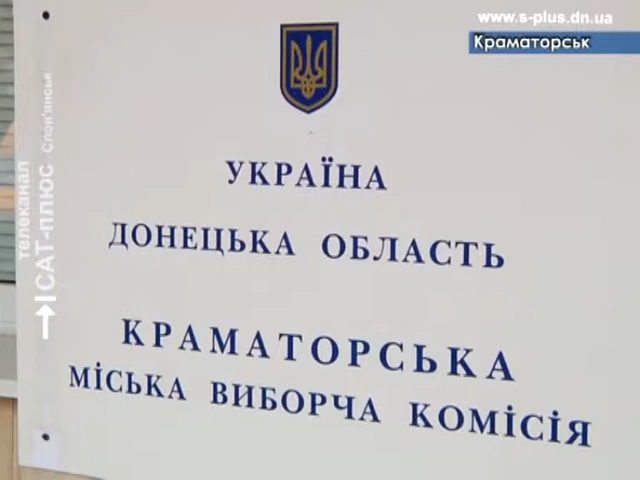 www.s-plus.dn.ua
Краматорськ
УКРАЇНА
ДОНЕЦЬКА ОБЛАСТЬ
КРАМАТОРСЬКА
МІСЬКА ВИБОРЧА КОМІСІЯ
телеканал
САТ-плюс Слов'янськ